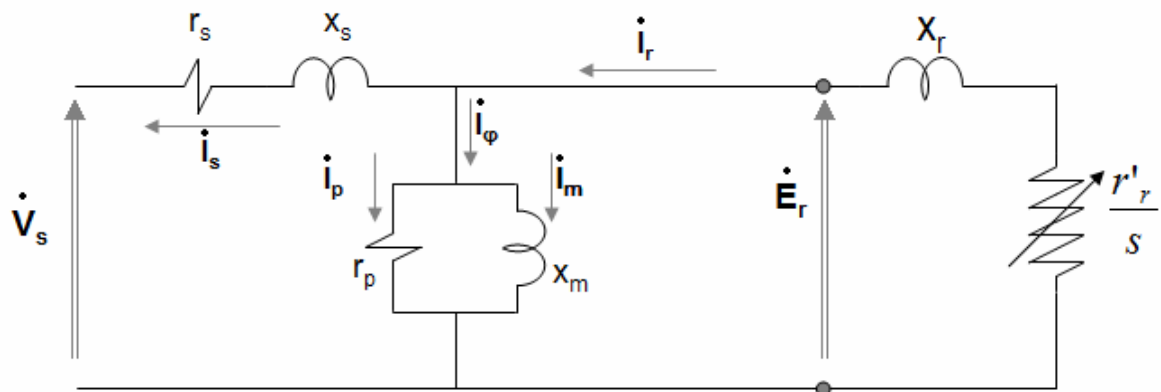 r_s
x_s
i̇_r
X_r
i̇_s
i̇_φ
i̇_p
i̇_m
V̇_s
Ė_r
r'_r
s
r_p
x_m